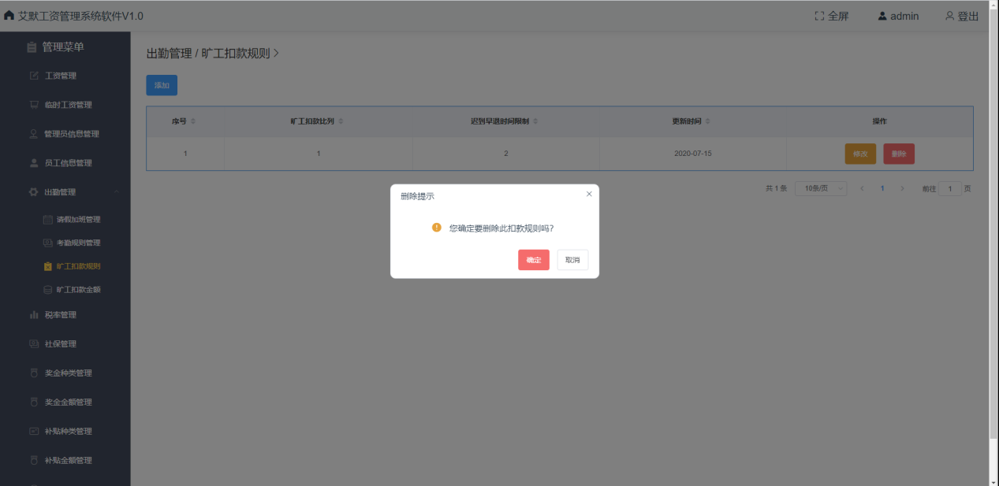 艾默工资管理系统软件V1.0
全屏
admin
登出
管理菜单
工资管理
临时工资管理
管理员信息管理
员工信息管理
出勤管理
请假加班管理
考勤规则管理
旷工扣款规则
旷工扣款金额
税率管理
社保管理
奖金种类管理
奖金金额管理
补贴种类管理
补贴金额管理
出勤管理 / 旷工扣款规则 >
添加
序号 旷工扣款比列 迟到早退时间限制 更新时间 操作
1 1 2 2020-07-15 修改 删除
共 1 条 10条/页 1 前往 1 页
删除提示
您确定要删除此扣款规则吗?
确定 取消